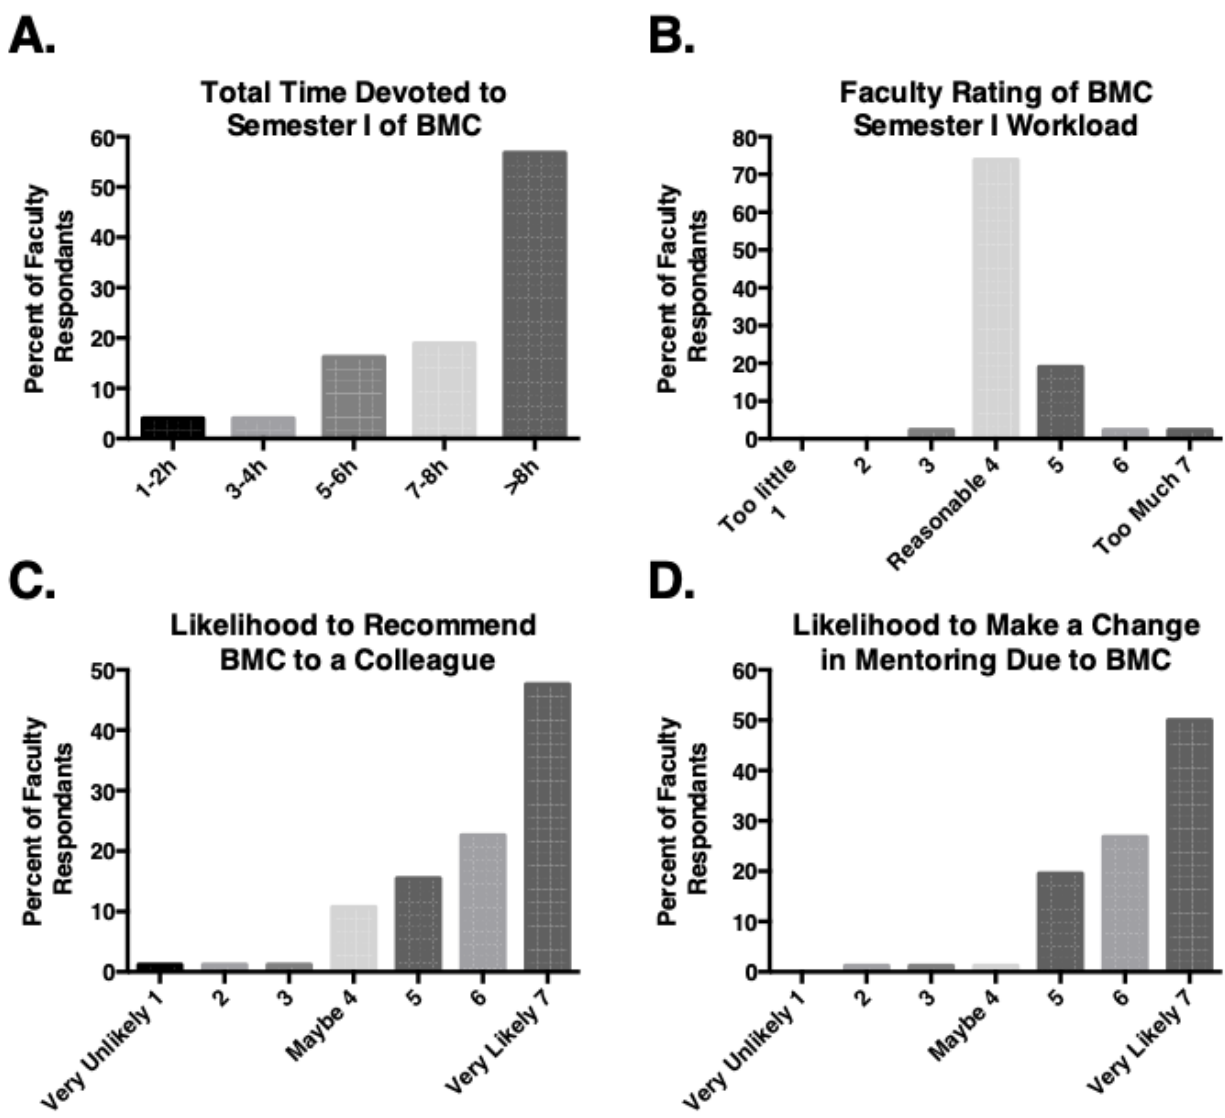 A.
Total Time Devoted to
Semester I of BMC
Percent of Faculty
Respondants
60
50
40
30
20
10
0
1-2h
3-4h
5-6h
7-8h
>8h
B.
Faculty Rating of BMC
Semester I Workload
Percent of Faculty
Respondants
80
70
60
50
40
30
20
10
0
Too little
1
2
3
Reasonable 4
5
6
Too Much 7
C.
Likelihood to Recommend
BMC to a Colleague
Percent of Faculty
Respondants
50
40
30
20
10
0
Very Unlikely 1
2
3
Maybe 4
5
6
Very Likely 7
D.
Likelihood to Make a Change
in Mentoring Due to BMC
Percent of Faculty
Respondants
60
50
40
30
20
10
0
Very Unlikely 1
2
3
Maybe 4
5
6
Very Likely 7